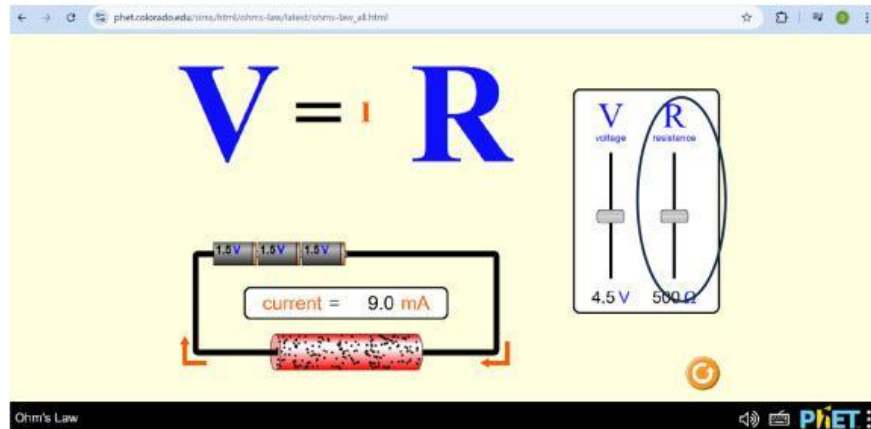 phet.colorado.edu/sims/html/ohms-law/latest/ohms-law_all.html
V = I R
V R
voltage resistance
1.5 V 1.5 V 1.5 V
current = 9.0 mA
4.5 V 500 Ω
Ohm's Law
PhET